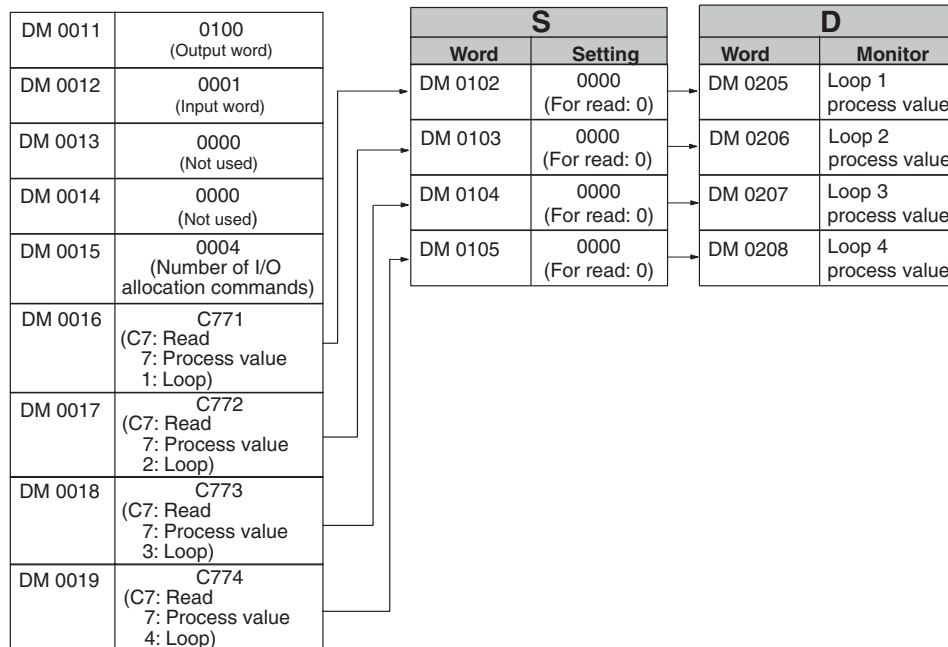 DM 0011 0100
(Output word)
DM 0012 0001
(Input word)
DM 0013 0000
(Not used)
DM 0014 0000
(Not used)
DM 0015 0004
(Number of I/O
allocation commands)
DM 0016 C771
(C7: Read
7: Process value
1: Loop)
DM 0017 C772
(C7: Read
7: Process value
2: Loop)
DM 0018 C773
(C7: Read
7: Process value
3: Loop)
DM 0019 C774
(C7: Read
7: Process value
4: Loop)
S
Word Setting
DM 0102 0000
(For read: 0)
DM 0103 0000
(For read: 0)
DM 0104 0000
(For read: 0)
DM 0105 0000
(For read: 0)
D
Word Monitor
DM 0205 Loop 1
process value
DM 0206 Loop 2
process value
DM 0207 Loop 3
process value
DM 0208 Loop 4
process value